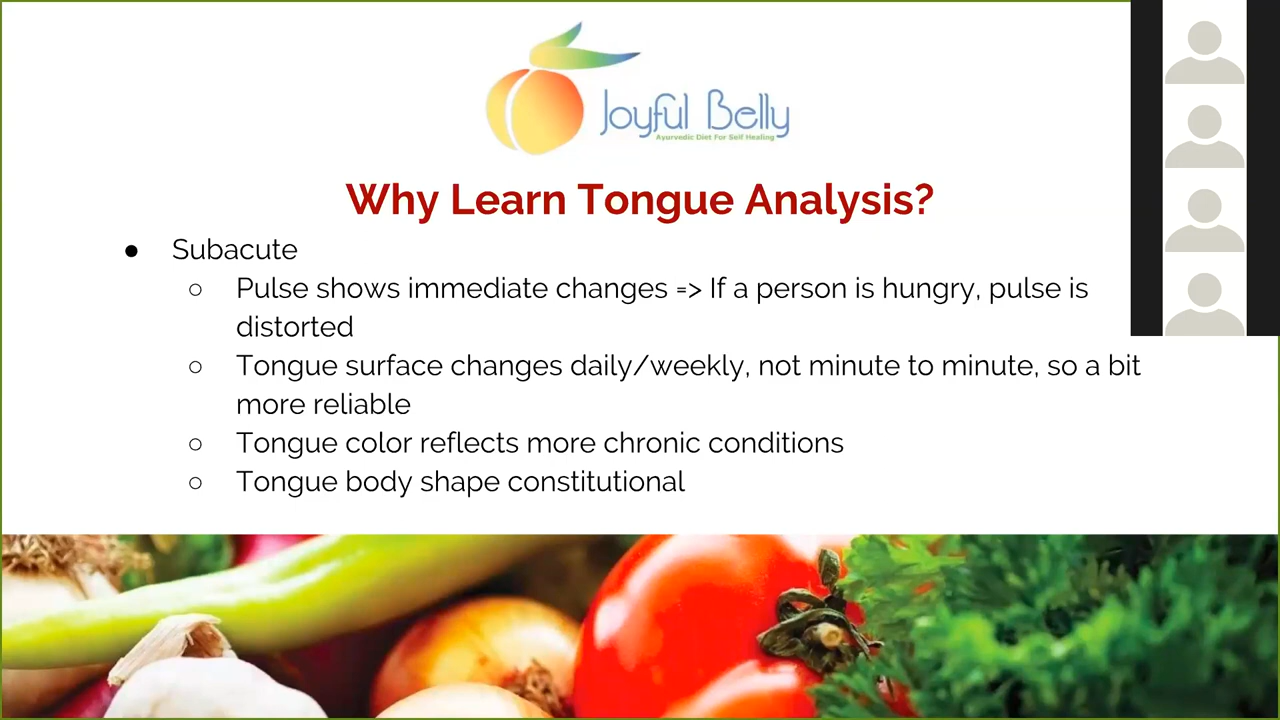 Joyful Belly
Ayurvedic Diet For Self Healing
Why Learn Tongue Analysis?
● Subacute
○ Pulse shows immediate changes => If a person is hungry, pulse is
distorted
○ Tongue surface changes daily/weekly, not minute to minute, so a bit
more reliable
○ Tongue color reflects more chronic conditions
○ Tongue body shape constitutional